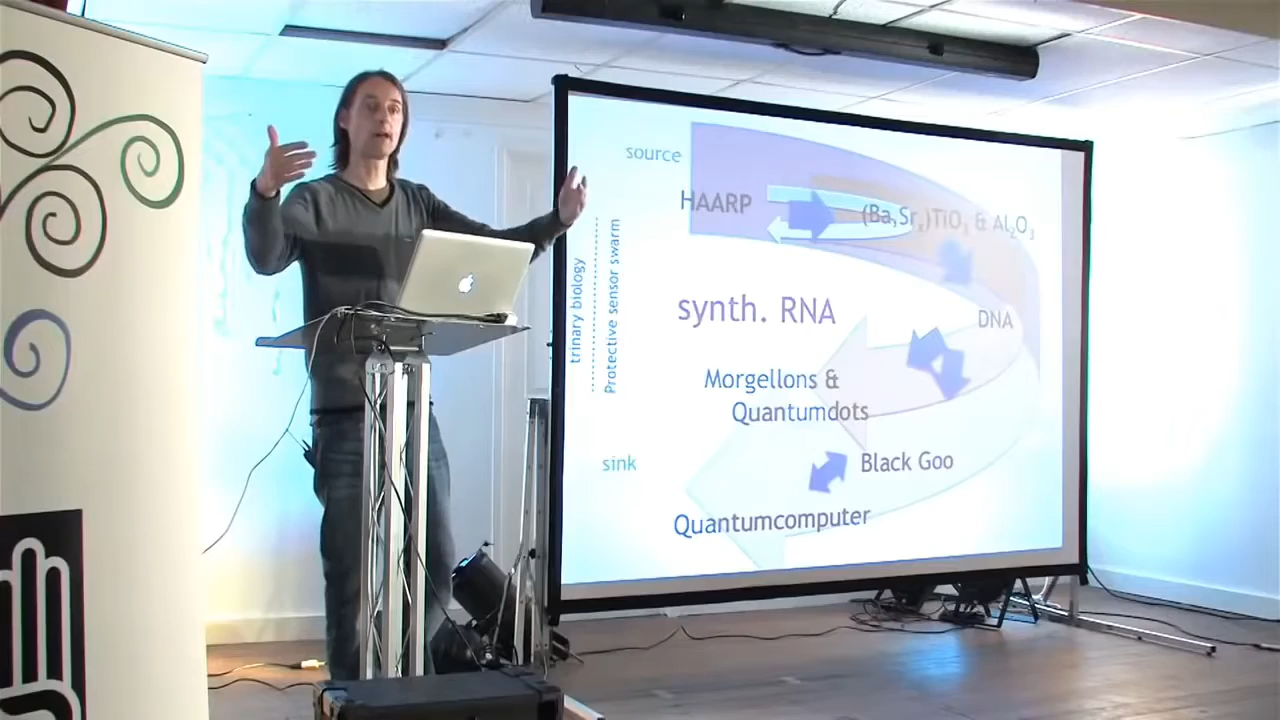 source
HAARP
(Ba,Srₓ)TiO₃ & Al₂O₃
trinary biology
Protective sensor swarm
synth. RNA
DNA
Morgellons &
Quantumdots
sink
Black Goo
Quantumcomputer